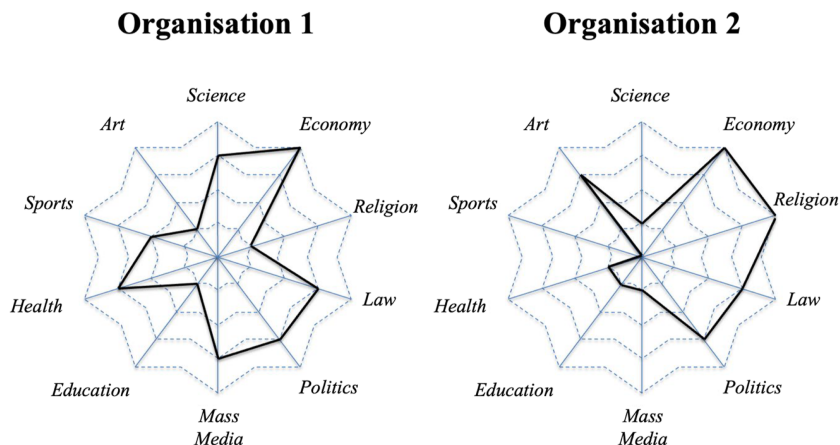 Organisation 1
Science
Economy
Religion
Law
Politics
Mass
Media
Education
Health
Sports
Art
Organisation 2
Science
Economy
Religion
Law
Politics
Mass
Media
Education
Health
Sports
Art